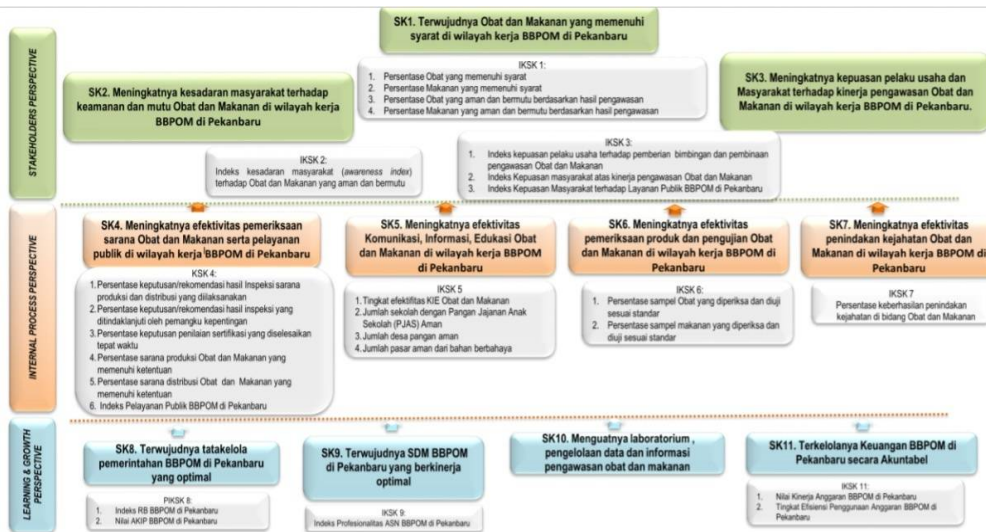 STAKEHOLDERS PERSPECTIVE
SK1. Terwujudnya Obat dan Makanan yang memenuhi
syarat di wilayah kerja BBPOM di Pekanbaru
IKSK 1:
1. Persentase Obat yang memenuhi syarat
2. Persentase Makanan yang memenuhi syarat
3. Persentase Obat yang aman dan bermutu berdasarkan hasil pengawasan
4. Persentase Makanan yang aman dan bermutu berdasarkan hasil pengawasan
SK2. Meningkatnya kesadaran masyarakat terhadap
keamanan dan mutu Obat dan Makanan di wilayah kerja
BBPOM di Pekanbaru
IKSK 2:
Indeks kesadaran masyarakat (awareness index)
terhadap Obat dan Makanan yang aman dan bermutu
SK3. Meningkatnya kepuasan pelaku usaha dan
Masyarakat terhadap kinerja pengawasan Obat dan
Makanan di wilayah kerja BBPOM di Pekanbaru.
IKSK 3:
1. Indeks kepuasan pelaku usaha terhadap pemberian bimbingan dan pembinaan
pengawasan Obat dan Makanan
2. Indeks Kepuasan masyarakat atas kinerja pengawasan Obat dan Makanan
3. Indeks Kepuasan Masyarakat terhadap Layanan Publik BBPOM di Pekanbaru
INTERNAL PROCESS PERSPECTIVE
SK4. Meningkatnya efektivitas pemeriksaan
sarana Obat dan Makanan serta pelayanan
publik di wilayah kerja BBPOM di Pekanbaru
KSK 4:
1. Persentase keputusan/rekomendasi hasil Inspeksi sarana
produksi dan distribusi yang diilaksanakan
2. Persentase keputusan/rekomendasi hasil inspeksi yang
ditindaklanjuti oleh pemangku kepentingan
3. Persentase keputusan penilaian sertifikasi yang diselesaikan
tepat waktu
4. Persentase sarana produksi Obat dan Makanan yang
memenuhi ketentuan
5. Persentase sarana distribusi Obat dan Makanan yang
memenuhi ketentuan
6. Indeks Pelayanan Publik BBPOM di Pekanbaru
SK5. Meningkatnya efektivitas
Komunikasi, Informasi, Edukasi Obat
dan Makanan di wilayah kerja BBPOM
di Pekanbaru
IKSK 5
1. Tingkat efektifitas KIE Obat dan Makanan
2. Jumlah sekolah dengan Pangan Jajanan Anak
Sekolah (PJAS) Aman
3. Jumlah desa pangan aman
4. Jumlah pasar aman dari bahan berbahaya
SK6. Meningkatnya efektivitas
pemeriksaan produk dan pengujian Obat
dan Makanan di wilayah kerja BBPOM di
Pekanbaru
IKSK 6:
1. Persentase sampel Obat yang diperiksa dan diuji
sesuai standar
2. Persentase sampel makanan yang diperiksa dan
diuji sesuai standar
SK7. Meningkatnya efektivitas
penindakan kejahatan Obat dan
Makanan di wilayah kerja BBPOM di
Pekanbaru
IKSK 7
Persentase keberhasilan penindakan
kejahatan di bidang Obat dan Makanan
LEARNING & GROWTH
PERSPECTIVE
SK8. Terwujudnya tatakelola
pemerintahan BBPOM di Pekanbaru
yang optimal
PIKSK 8:
1. Indeks RB BBPOM di Pekanbaru
2. Nilai AKIP BBPOM di Pekanbaru
SK9. Terwujudnya SDM BBPOM
di Pekanbaru yang berkinerja
optimal
IKSK 9:
Indeks Profesionalitas ASN BBPOM di Pekanbaru
SK10. Menguatnya laboratorium ,
pengelolaan data dan informasi
pengawasan obat dan makanan
SK11. Terkelolanya Keuangan BBPOM di
Pekanbaru secara Akuntabel
IKSK 11:
1. Nilai Kinerja Anggaran BBPOM di Pekanbaru
2. Tingkat Efisiensi Penggunaan Anggaran BBPOM di
Pekanbaru